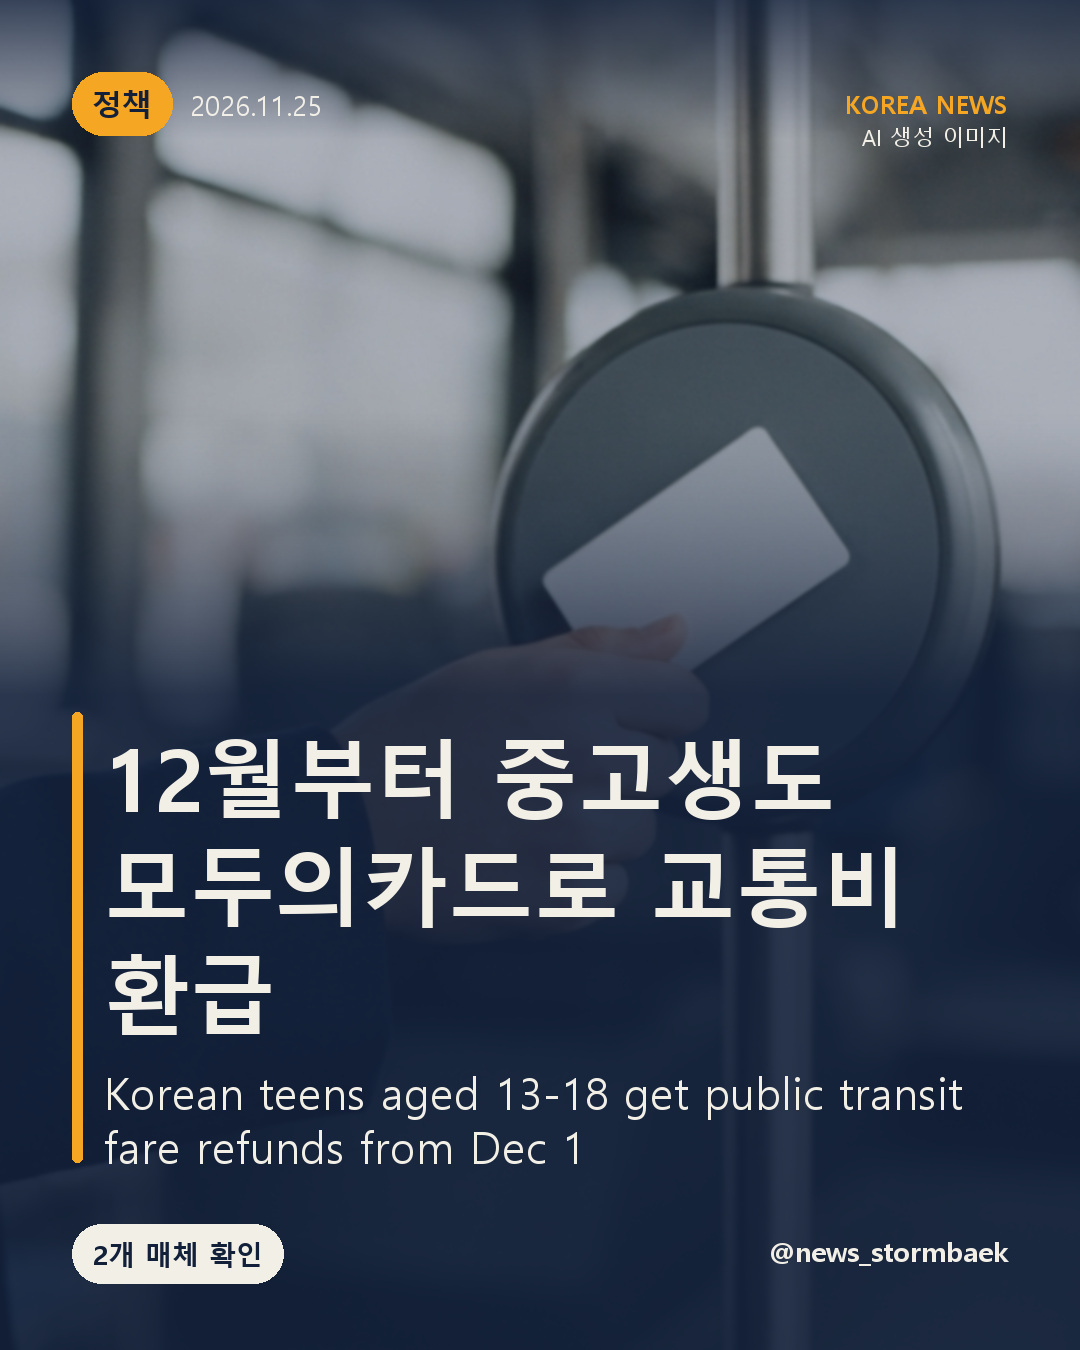 정책 2026.11.25
KOREA NEWS
AI 생성 이미지
12월부터 중고생도
모두의카드로 교통비
환급
Korean teens aged 13-18 get public transit
fare refunds from Dec 1
2개 매체 확인
@news_stormbaek